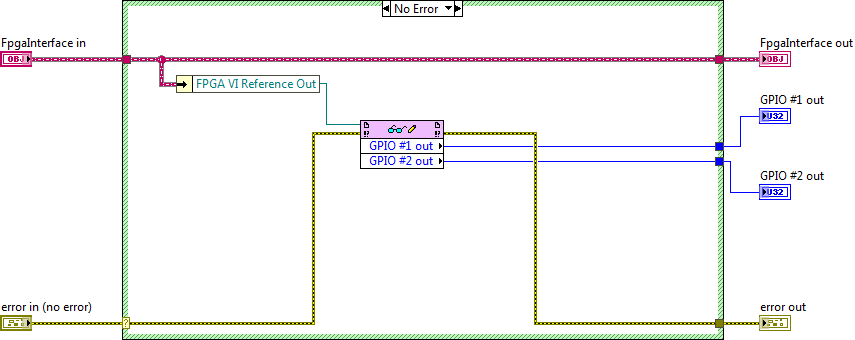 No Error
FpgaInterface in
FpgaInterface out
OBJ
OBJ
FPGA VI Reference Out
GPIO #1 out
U32
GPIO #1 out
GPIO #2 out
GPIO #2 out
U32
error in (no error)
error out
?